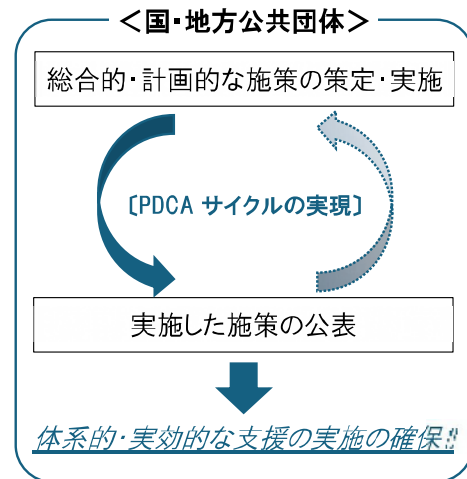 ＜国・地方公共団体＞
総合的・計画的な施策の策定・実施
〔PDCA サイクルの実現〕
実施した施策の公表
体系的・実効的な支援の実施の確保